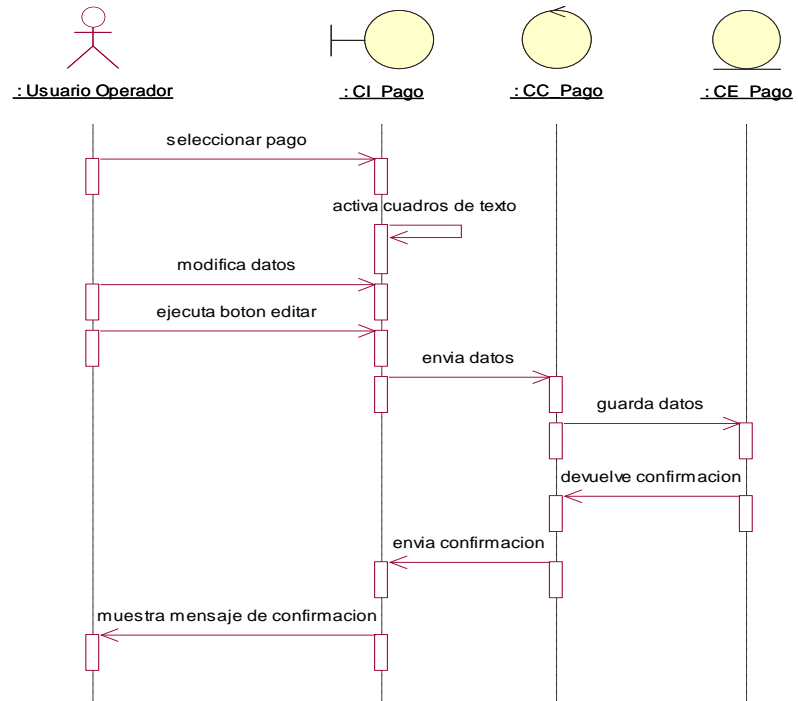 : Usuario Operador
: CI_Pago
: CC_Pago
: CE_Pago
seleccionar pago
activa cuadros de texto
modifica datos
ejecuta boton editar
envia datos
guarda datos
devuelve confirmacion
envia confirmacion
muestra mensaje de confirmacion